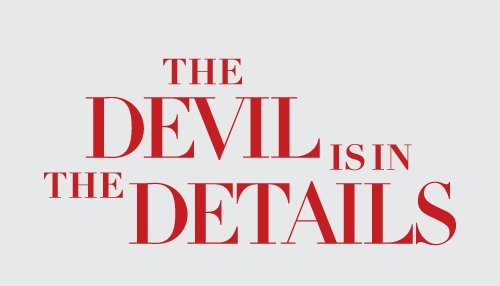 THE
DEVIL IS IN
THE DETAILS